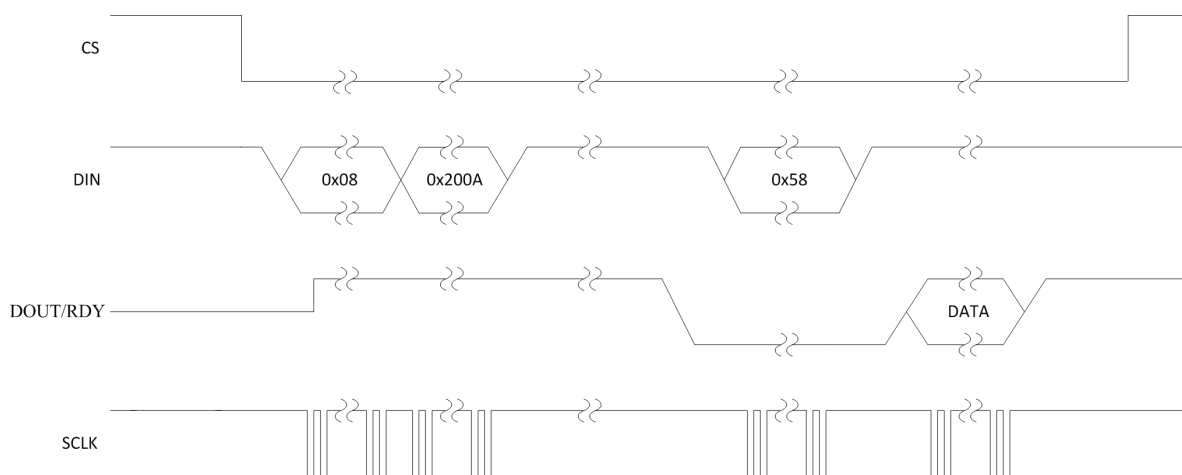 CS
DIN
0x08
0x200A
0x58
DOUT/RDY
DATA
SCLK